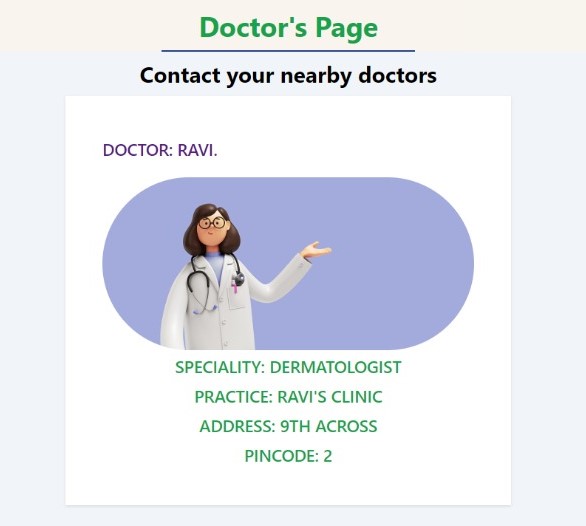 Doctor's Page
Contact your nearby doctors
DOCTOR: RAVI.
SPECIALITY: DERMATOLOGIST
PRACTICE: RAVI'S CLINIC
ADDRESS: 9TH ACROSS
PINCODE: 2